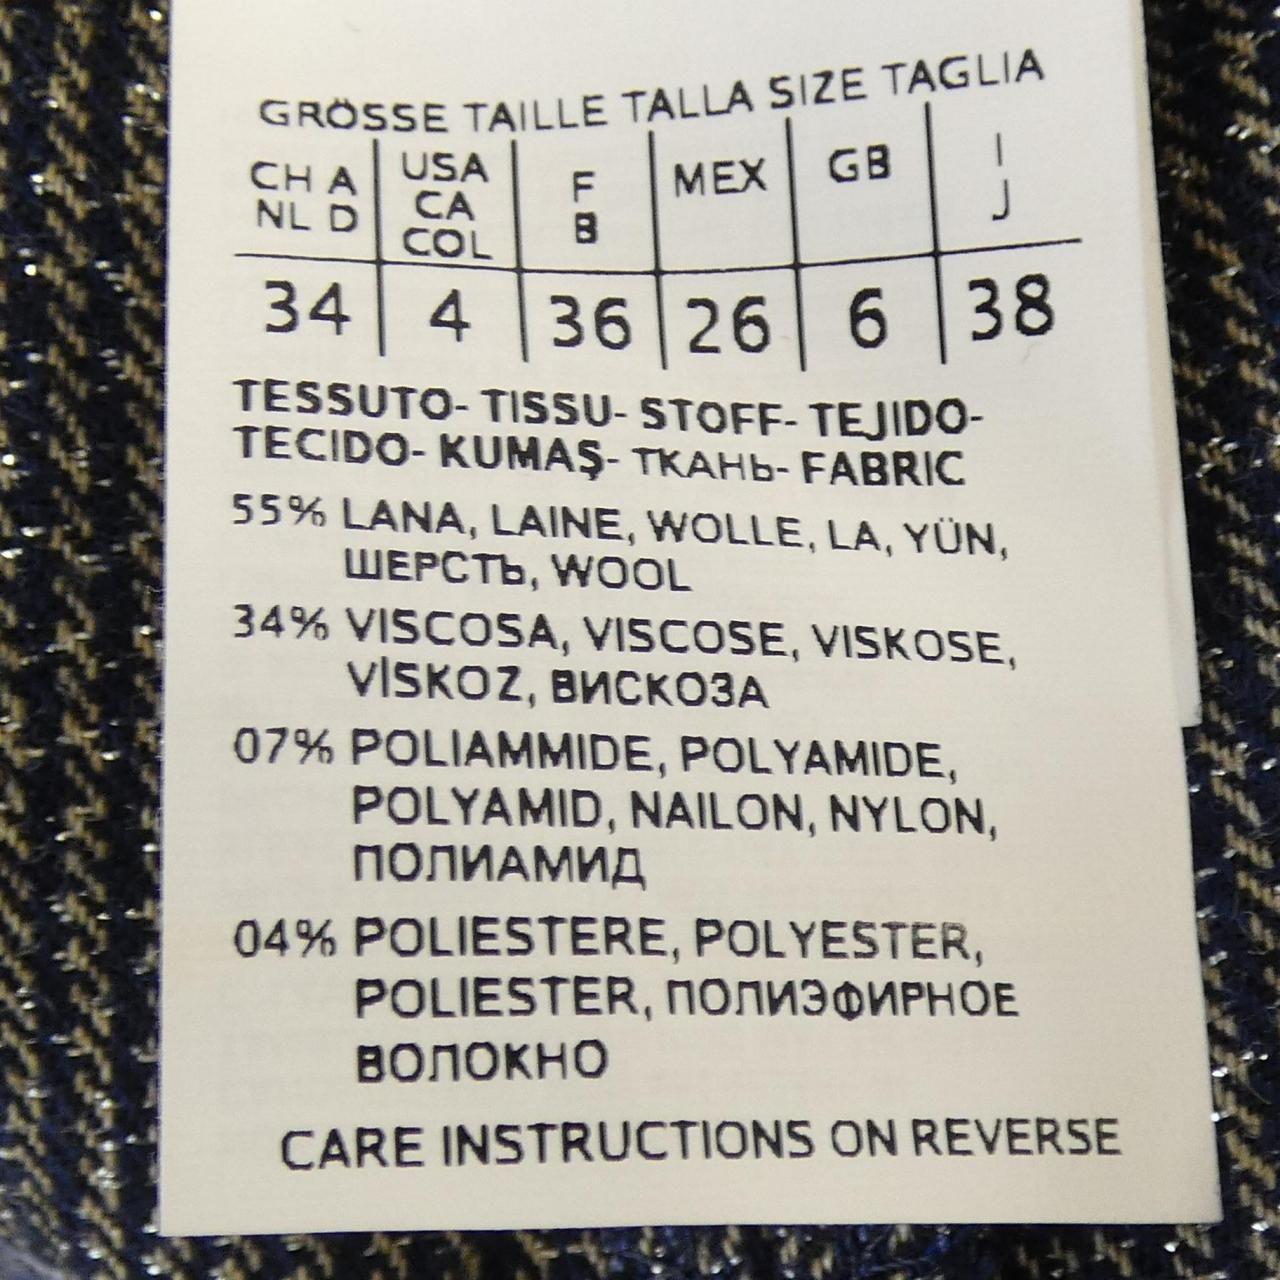 GRÖSSE TAILLE TALLA SIZE TAGLIA
CH A USA F MEX GB I
NL D CA B J
COL
34 4 36 26 6 38
TESSUTO- TISSU- STOFF- TEJIDO-
TECIDO- KUMAŞ- ТКАНЬ- FABRIC
55% LANA, LAINE, WOLLE, LA, YÜN,
ШЕРСТЬ, WOOL
34% VISCOSA, VISCOSE, VISKOSE,
VİSKOZ, ВИСКОЗА
07% POLIAMMIDE, POLYAMIDE,
POLYAMID, NAILON, NYLON,
ПОЛИАМИД
04% POLIESTERE, POLYESTER,
POLIESTER, ПОЛИЭФИРНОЕ
ВОЛОКНО
CARE INSTRUCTIONS ON REVERSE